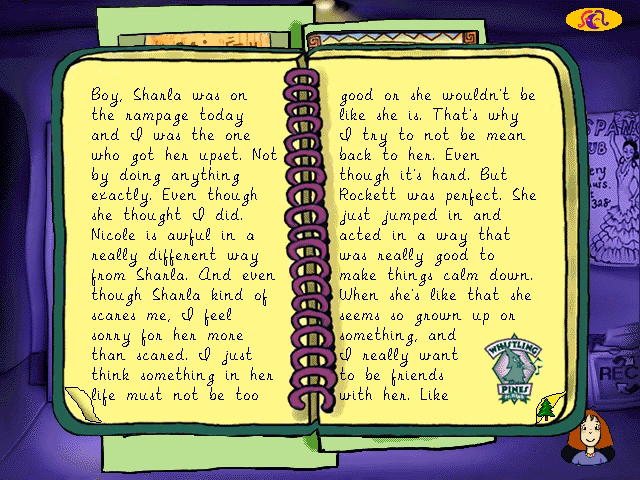 Boy, Sharla was on
the rampage today
and I was the one
who got her upset. Not
by doing anything
exactly. Even though
she thought I did.
Nicole is awful in a
really different way
from Sharla. And even
though Sharla kind of
scares me, I feel
sorry for her more
than scared. I just
think something in her
life must not be too
good or she wouldn't be
like she is. That's why
I try to not be mean
back to her. Even
though it's hard. But
Rockett was perfect. She
just jumped in and
acted in a way that
was really good to
make things calm down.
When she's like that she
seems so grown up or
something, and
I really want
to be friends
with her. Like
WHISTLING
PINES
SPAN
UB
REC